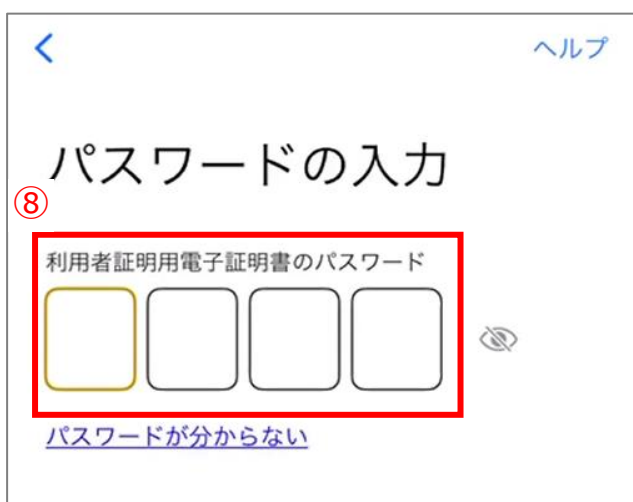 ヘルプ
パスワードの入力
⑧
利用者証明用電子証明書のパスワード
パスワードが分からない